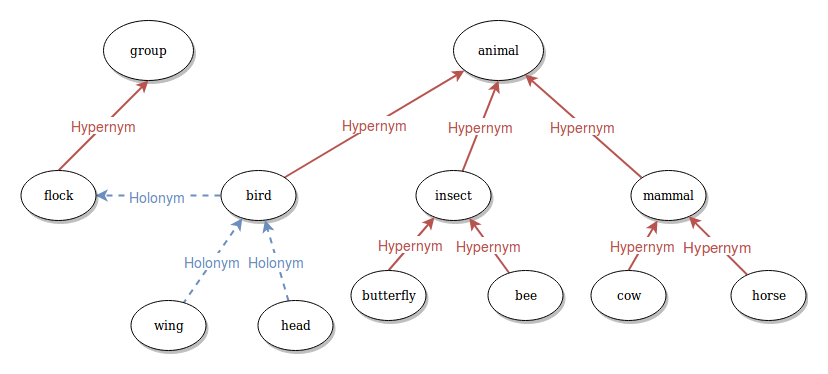 group
animal
Hypernym
Hypernym
Hypernym
Hypernym
flock
Holonym
bird
insect
mammal
Hypernym
Hypernym
Hypernym
Hypernym
Holonym
Holonym
butterfly
bee
cow
horse
wing
head